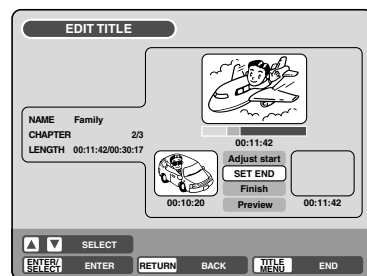 EDIT TITLE
NAME Family
CHAPTER 2/3
LENGTH 00:11:42/00:30:17
00:11:42
Adjust start
SET END
Finish
Preview
00:10:20
00:11:42
SELECT
ENTER/SELECT ENTER RETURN BACK TITLE MENU END